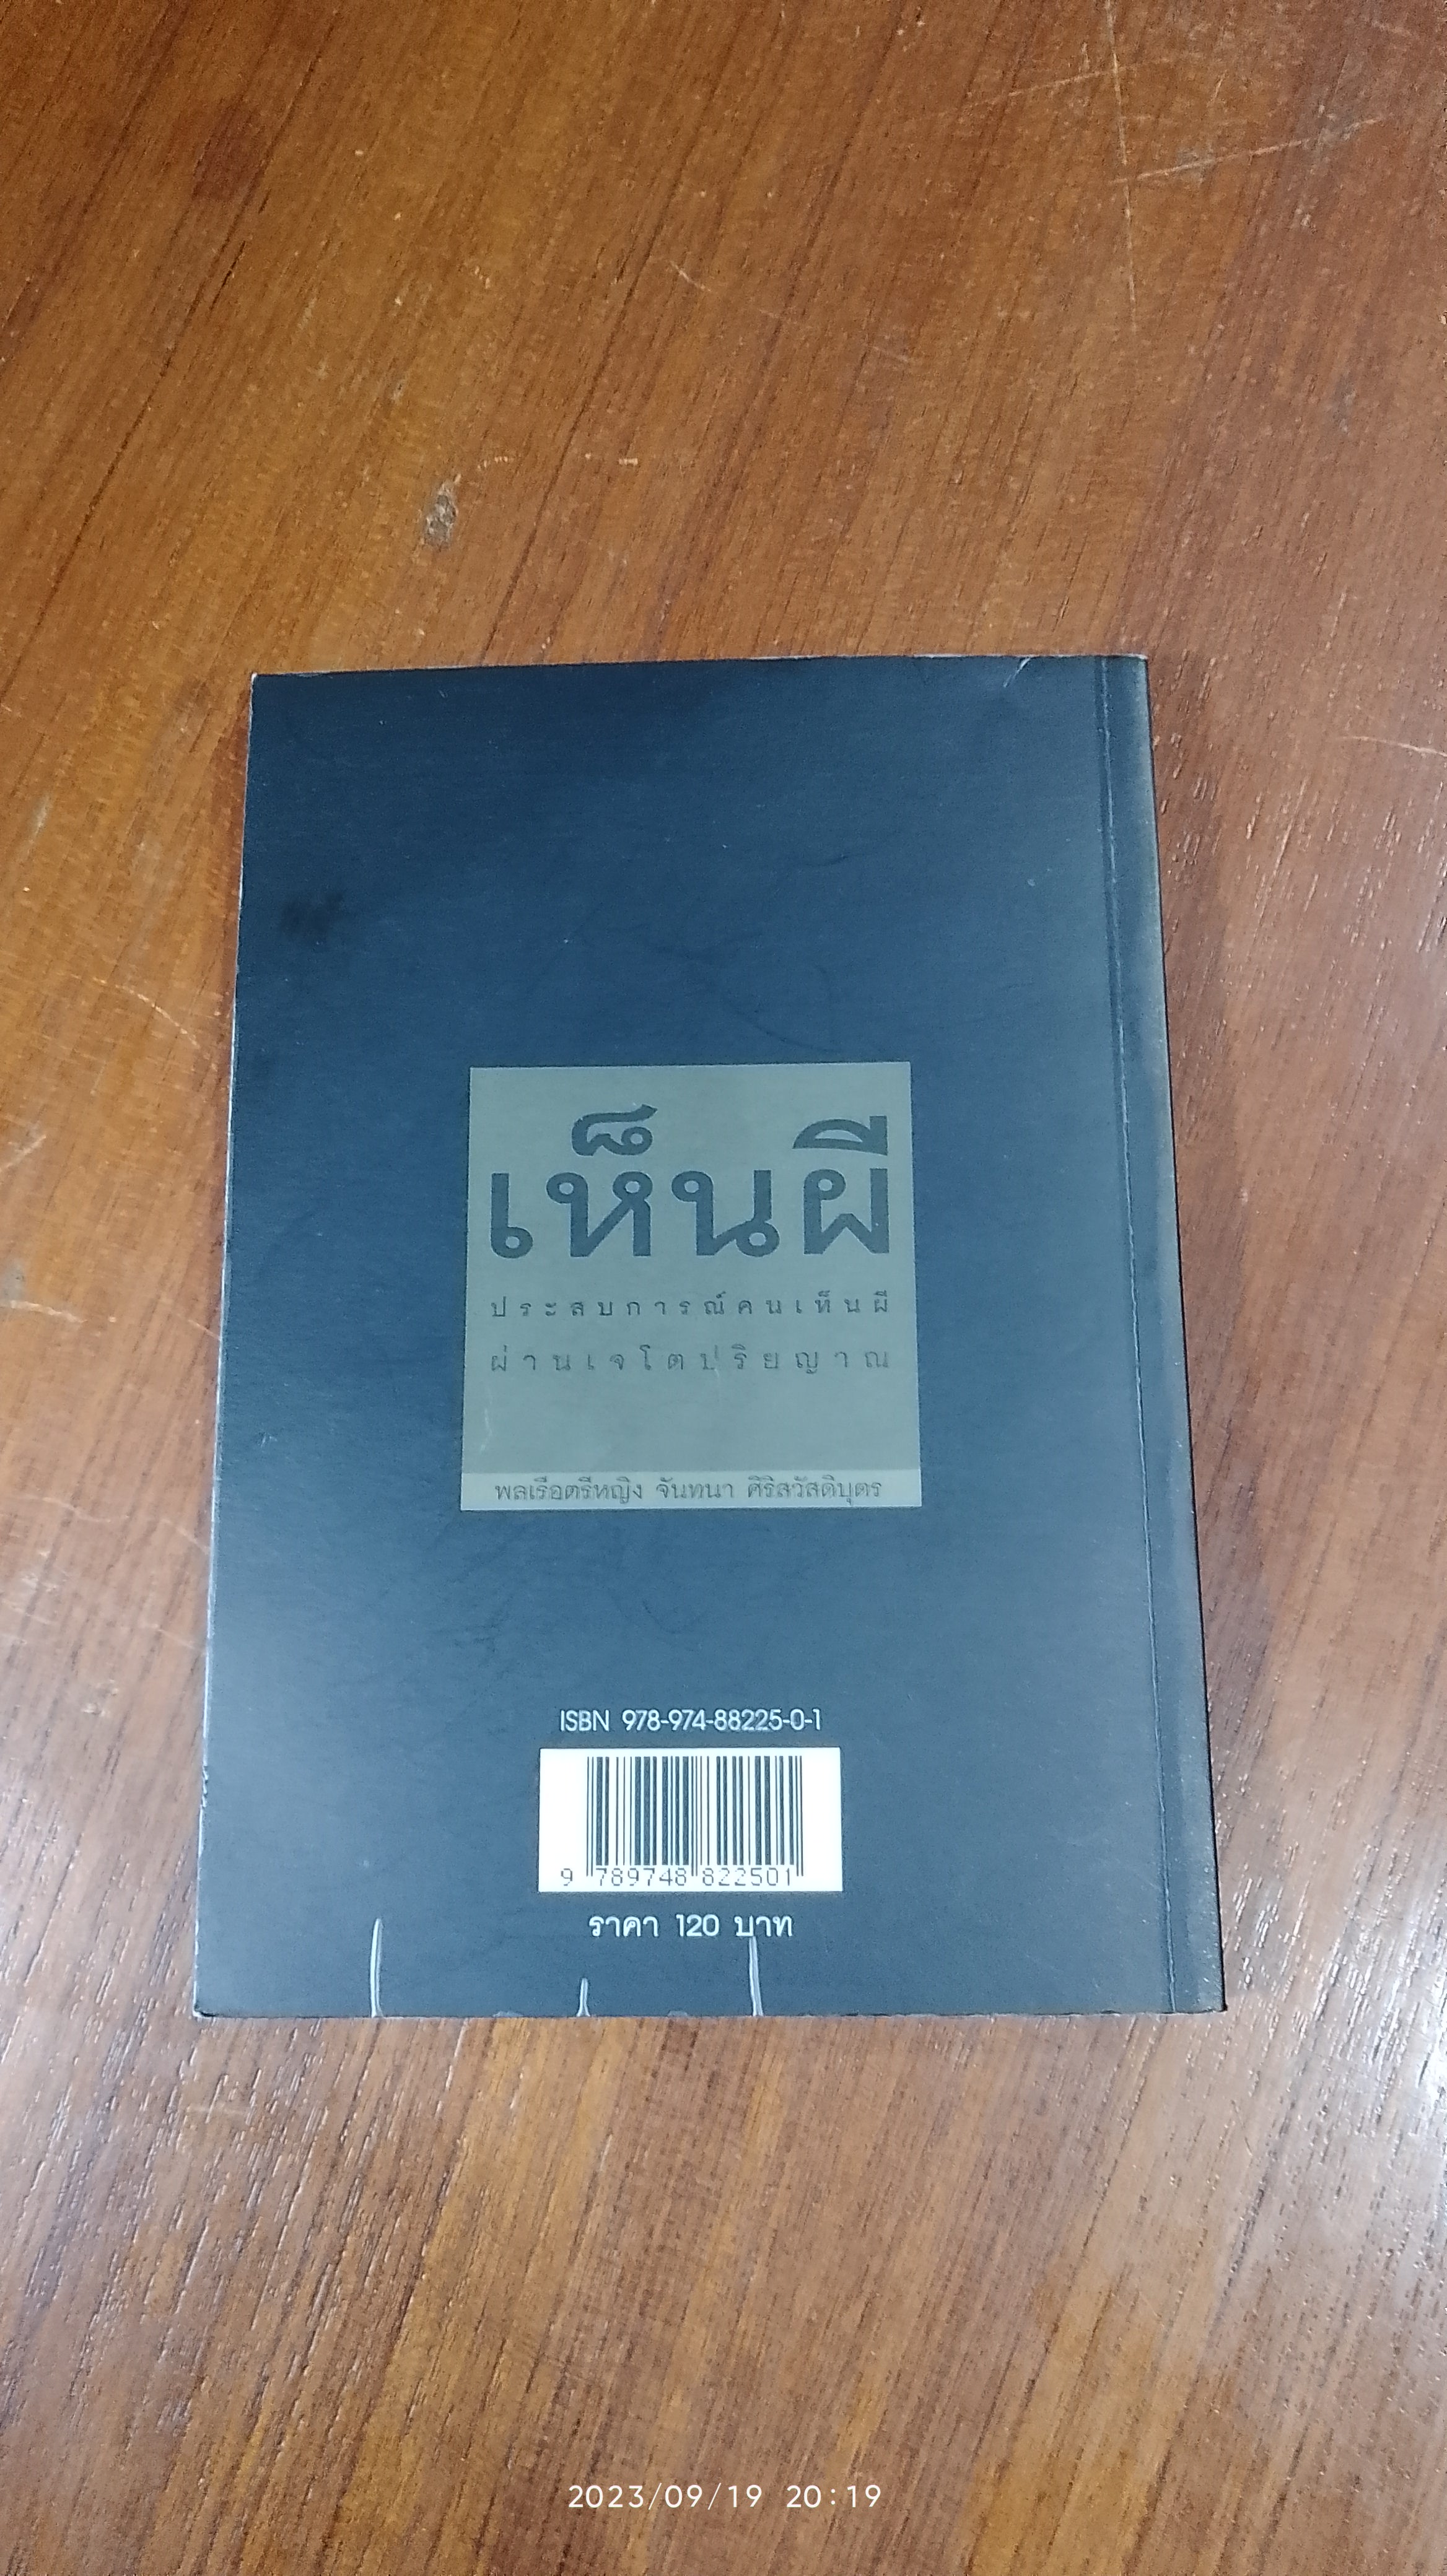 เห็นผี
ประสบการณ์คนเห็นผี
ผ่านเจโตปริยญาณ
พลเรือตรีหญิง จันทนา ศิริสวัสดิบุตร
ISBN 978-974-88225-0-1
9 789748 822501
ราคา 120 บาท
2023/09/19 20:19